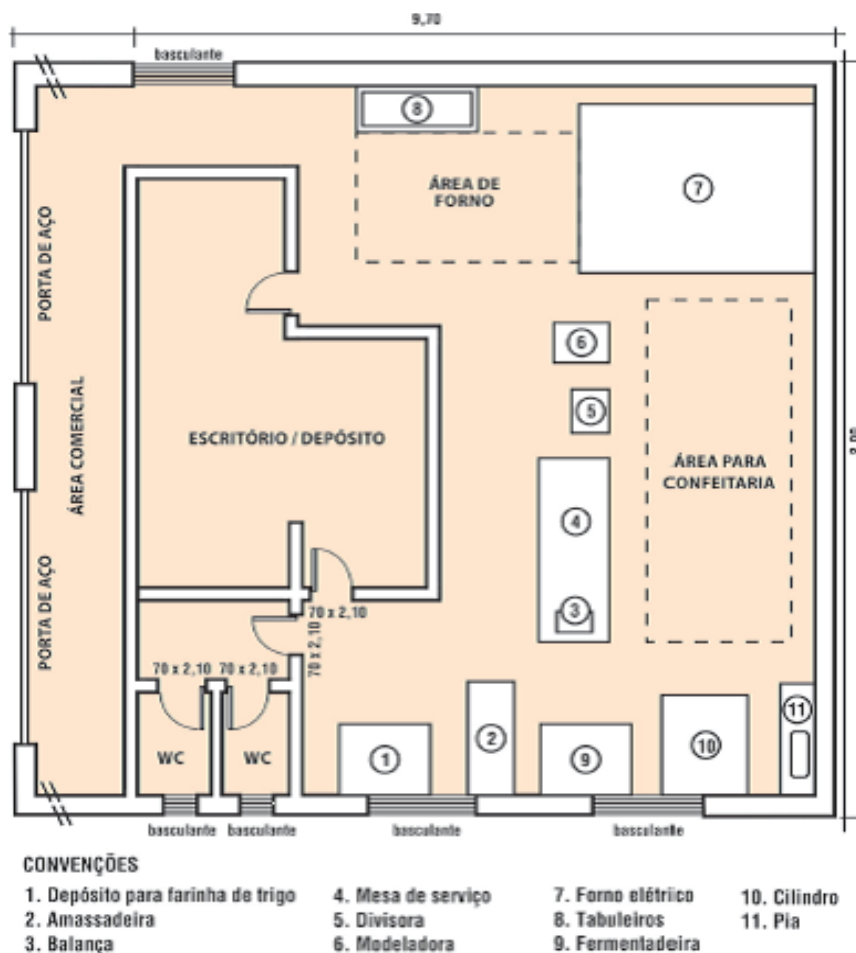 9,70
basculante
8
ÁREA DE
FORNO
7
PORTA DE AÇO
6
5
ESCRITÓRIO / DEPÓSITO
ÁREA COMERCIAL
ÁREA PARA
CONFEITARIA
4
3
PORTA DE AÇO
70 x 2,10
70 x 2,10
70 x 2,10
70 x 2,10
11
WC
WC
1
2
9
10
basculante
basculante
basculante
basculante
CONVENÇÕES
1. Depósito para farinha de trigo
2. Amassadeira
3. Balança
4. Mesa de serviço
5. Divisora
6. Modeladora
7. Forno elétrico
8. Tabuleiros
9. Fermentadeira
10. Cilindro
11. Pia